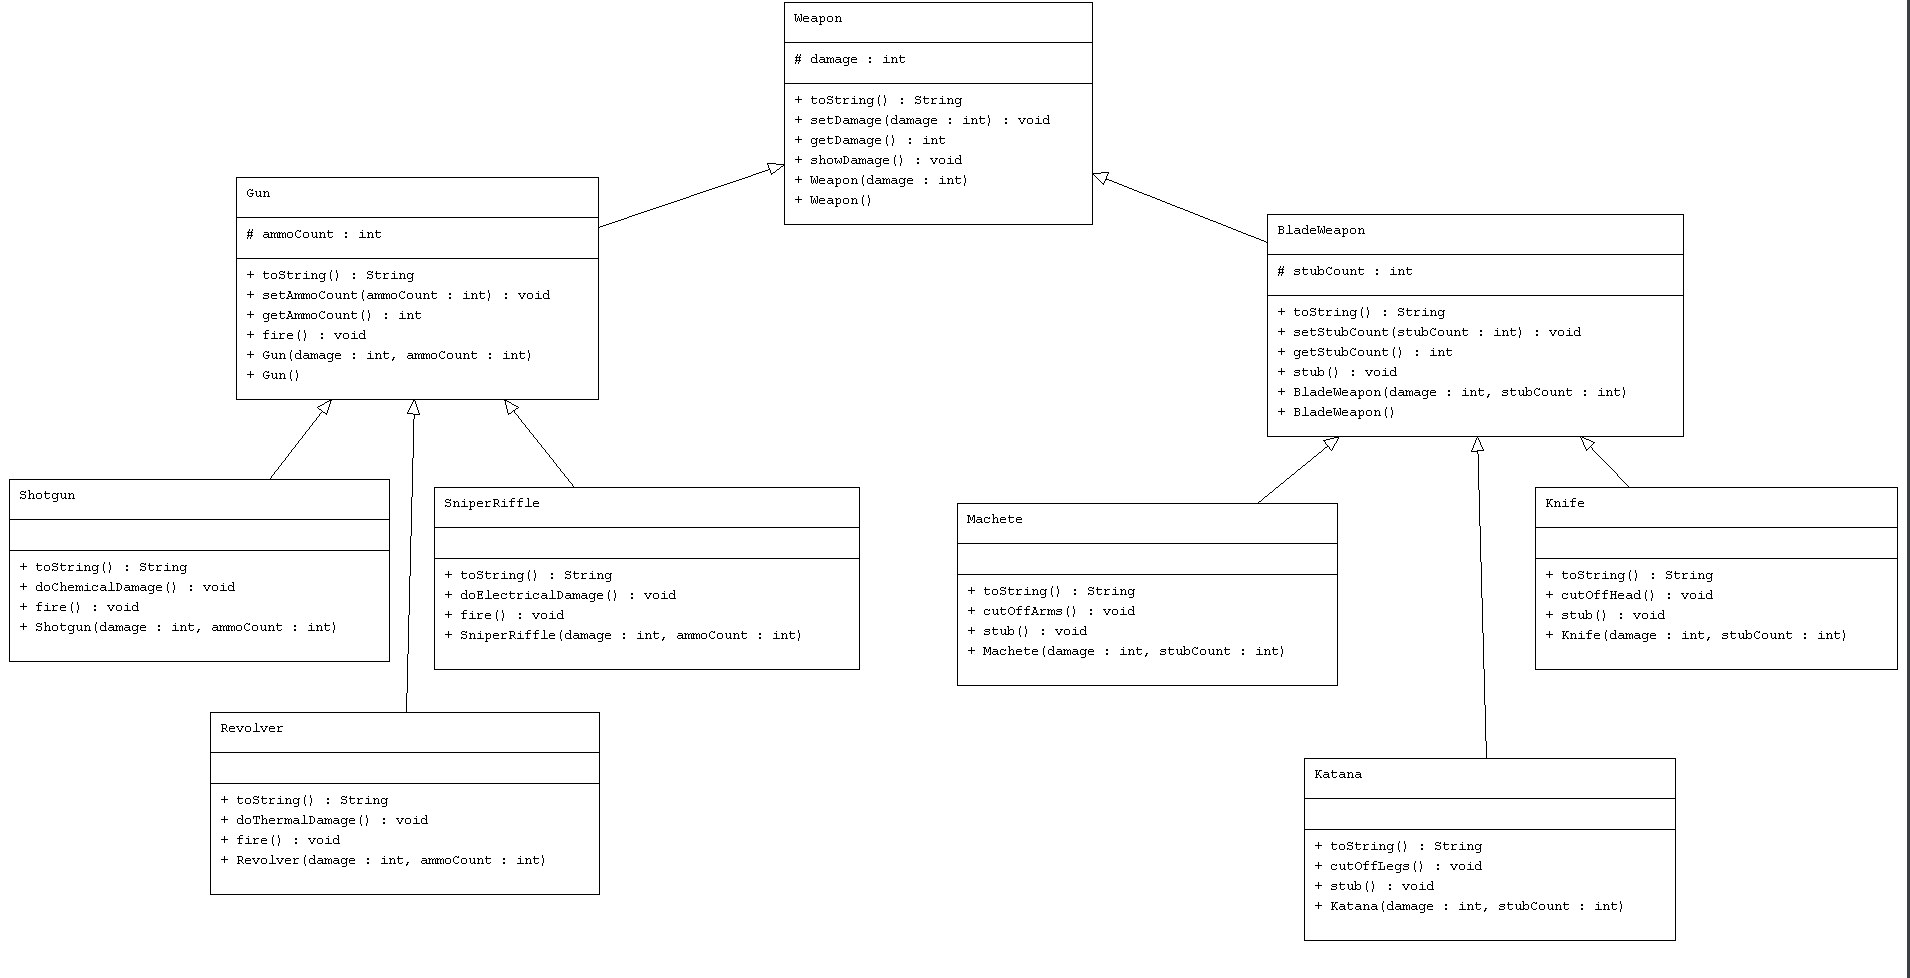 Weapon
# damage : int
+ toString() : String
+ setDamage(damage : int) : void
+ getDamage() : int
+ showDamage() : void
+ Weapon(damage : int)
+ Weapon()
Gun
# ammoCount : int
+ toString() : String
+ setAmmoCount(ammoCount : int) : void
+ getAmmoCount() : int
+ fire() : void
+ Gun(damage : int, ammoCount : int)
+ Gun()
BladeWeapon
# stubCount : int
+ toString() : String
+ setStubCount(stubCount : int) : void
+ getStubCount() : int
+ stub() : void
+ BladeWeapon(damage : int, stubCount : int)
+ BladeWeapon()
Shotgun
+ toString() : String
+ doChemicalDamage() : void
+ fire() : void
+ Shotgun(damage : int, ammoCount : int)
SniperRiffle
+ toString() : String
+ doElectricalDamage() : void
+ fire() : void
+ SniperRiffle(damage : int, ammoCount : int)
Machete
+ toString() : String
+ cutOffArms() : void
+ stub() : void
+ Machete(damage : int, stubCount : int)
Knife
+ toString() : String
+ cutOffHead() : void
+ stub() : void
+ Knife(damage : int, stubCount : int)
Revolver
+ toString() : String
+ doThermalDamage() : void
+ fire() : void
+ Revolver(damage : int, ammoCount : int)
Katana
+ toString() : String
+ cutOffLegs() : void
+ stub() : void
+ Katana(damage : int, stubCount : int)